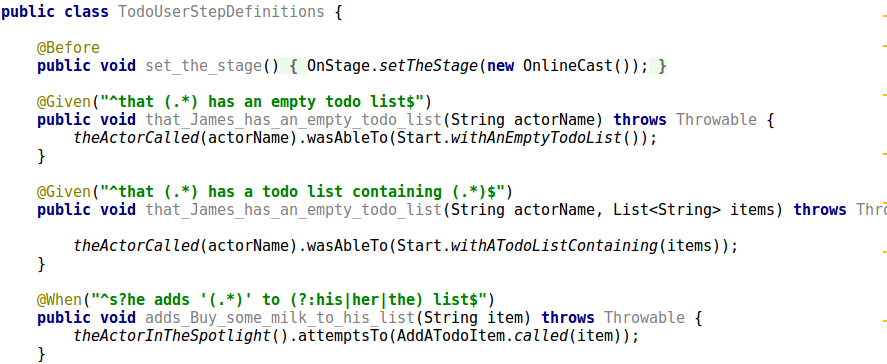 public class TodoUserStepDefinitions {
@Before
public void set_the_stage() { OnStage.setTheStage(new OnlineCast()); }
@Given("^that (.*) has an empty todo list$")
public void that_James_has_an_empty_todo_list(String actorName) throws Throwable {
theActorCalled(actorName).wasAbleTo(Start.withAnEmptyTodoList());
}
@Given("^that (.*) has a todo list containing (.*)$")
public void that_James_has_an_empty_todo_list(String actorName, List<String> items) throws Thro
theActorCalled(actorName).wasAbleTo(Start.withATodoListContaining(items));
}
@When("^s?he adds '(.*)' to (?:his|her|the) list$")
public void adds_Buy_some_milk_to_his_list(String item) throws Throwable {
theActorInTheSpotlight().attemptsTo(AddATodoItem.called(item));
}